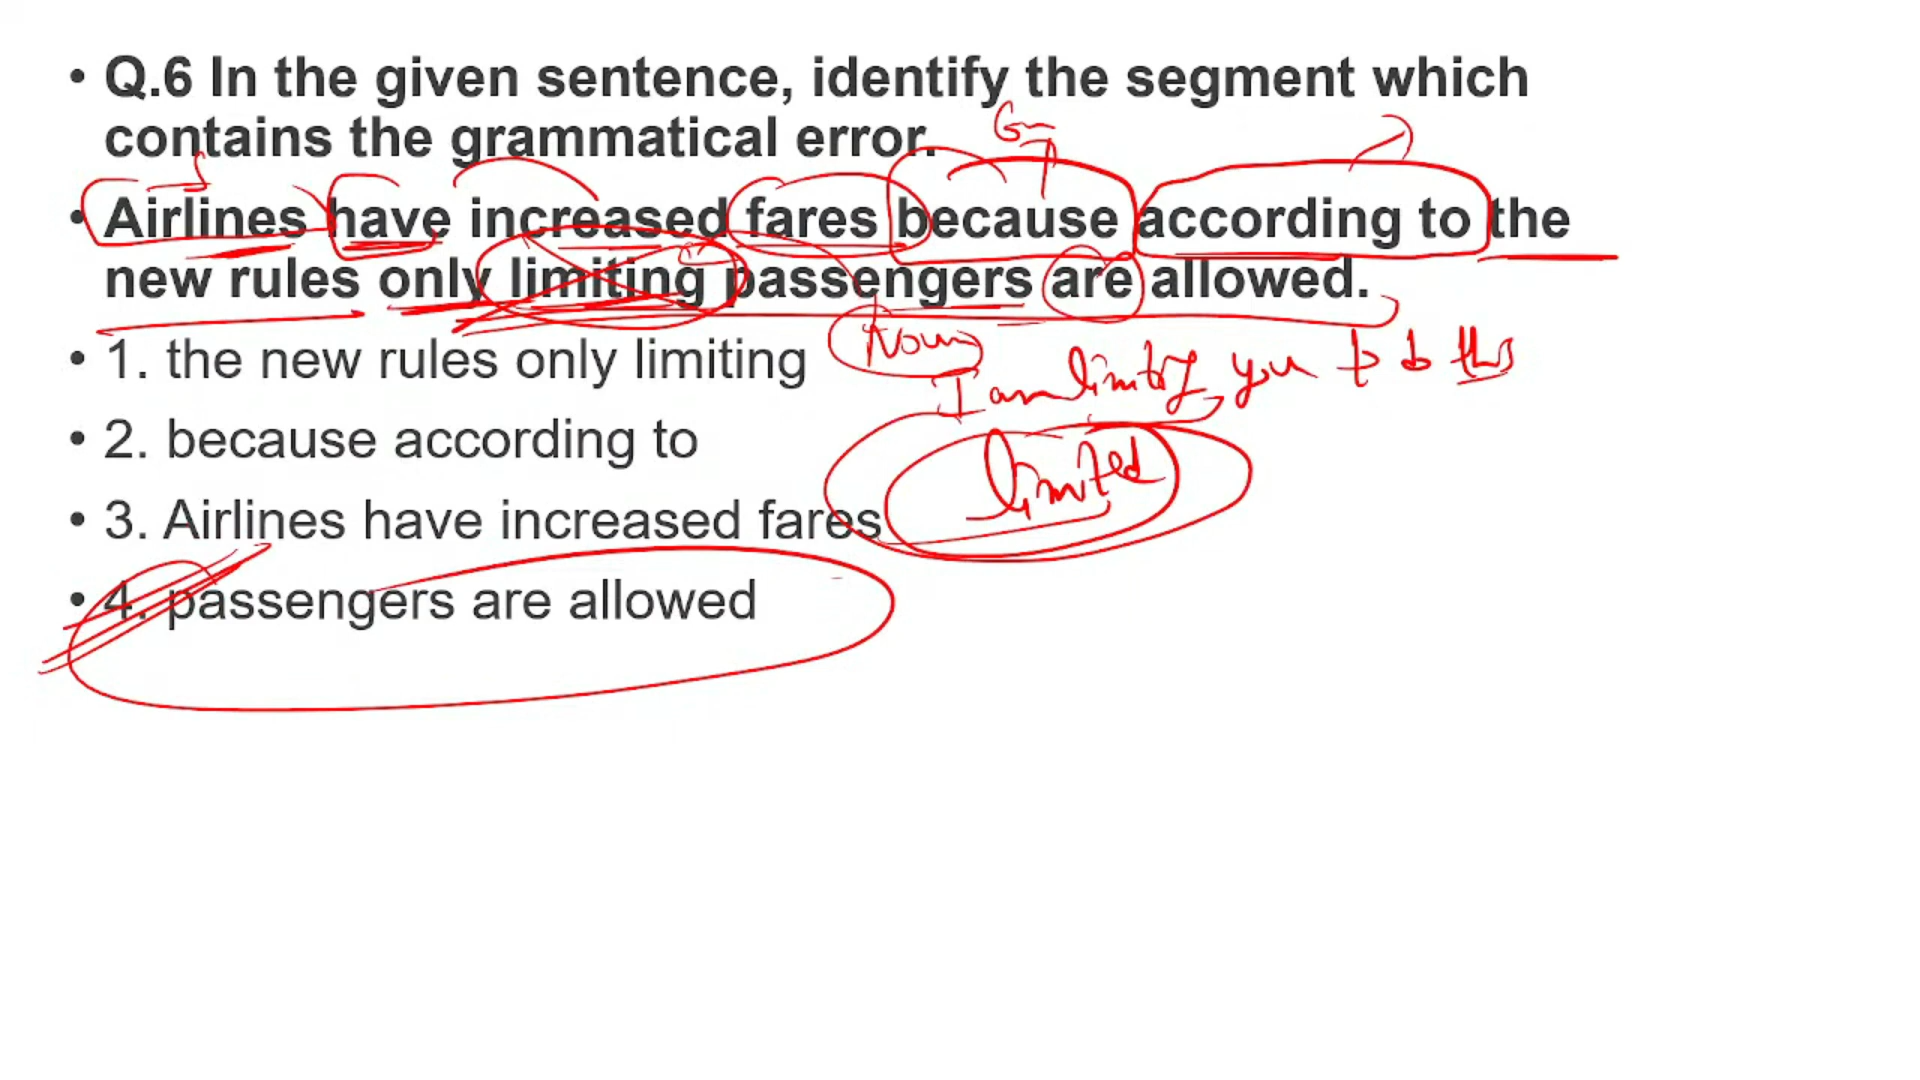 • Q.6 In the given sentence, identify the segment which
contains the grammatical error.
• Airlines have increased fares because according to the
new rules only limiting passengers are allowed.
• 1. the new rules only limiting
Noun
I am limiting you to do this
• 2. because according to
limited
• 3. Airlines have increased fares
• 4. passengers are allowed